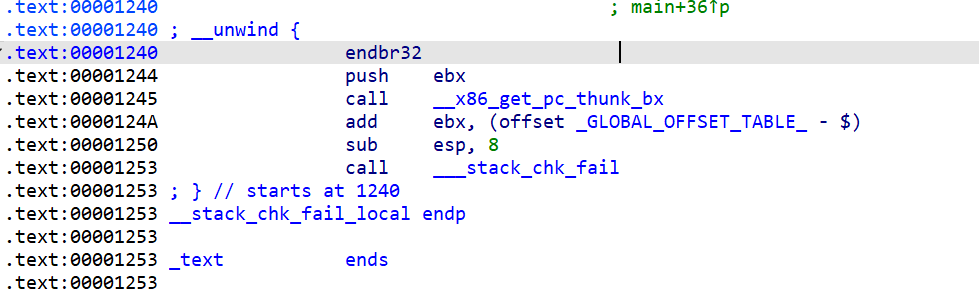 .text:00001240 ; main+36↑p
.text:00001240 ; __unwind {
.text:00001240 endbr32
.text:00001244 push ebx
.text:00001245 call __x86_get_pc_thunk_bx
.text:0000124A add ebx, (offset _GLOBAL_OFFSET_TABLE_ - $)
.text:00001250 sub esp, 8
.text:00001253 call ___stack_chk_fail
.text:00001253 ; } // starts at 1240
.text:00001253 __stack_chk_fail_local endp
.text:00001253
.text:00001253 _text ends
.text:00001253